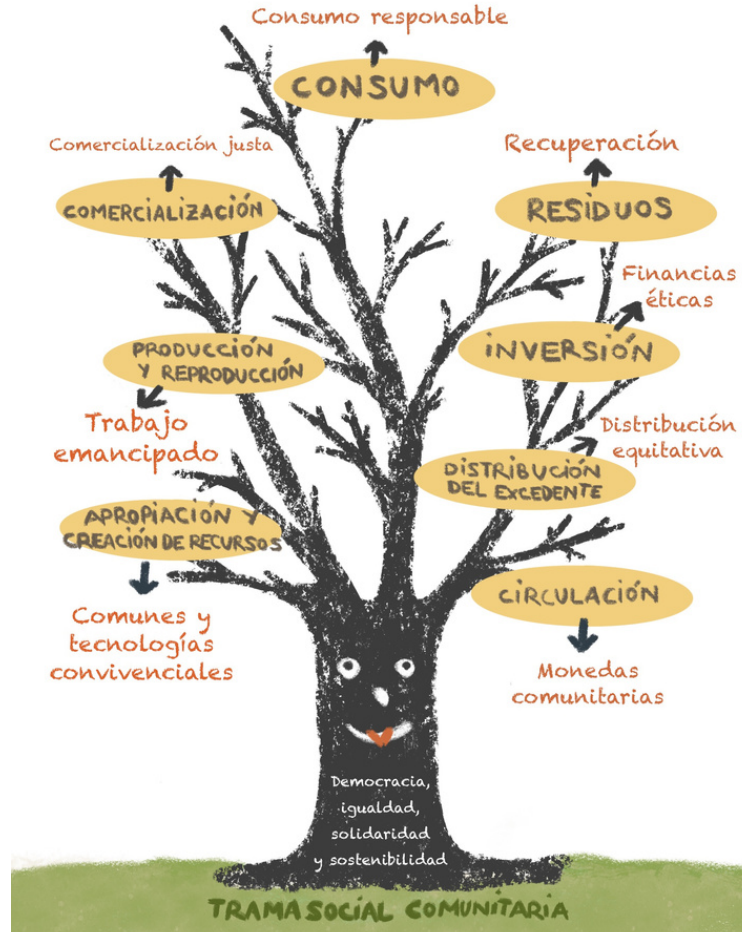 Consumo responsable
CONSUMO
Comercialización justa
COMERCIALIZACIÓN
Recuperación
RESIDUOS
Financias
éticas
INVERSIÓN
PRODUCCIÓN
Y REPRODUCCIÓN
Trabajo
emancipado
Distribución
equitativa
DISTRIBUCIÓN
DEL EXCEDENTE
APROPIACIÓN Y
CREACIÓN DE RECURSOS
Comunes y
tecnologías
convivenciales
CIRCULACIÓN
Monedas
comunitarias
Democracia,
igualdad,
solidaridad
y sostenibilidad
TRAMA SOCIAL COMUNITARIA